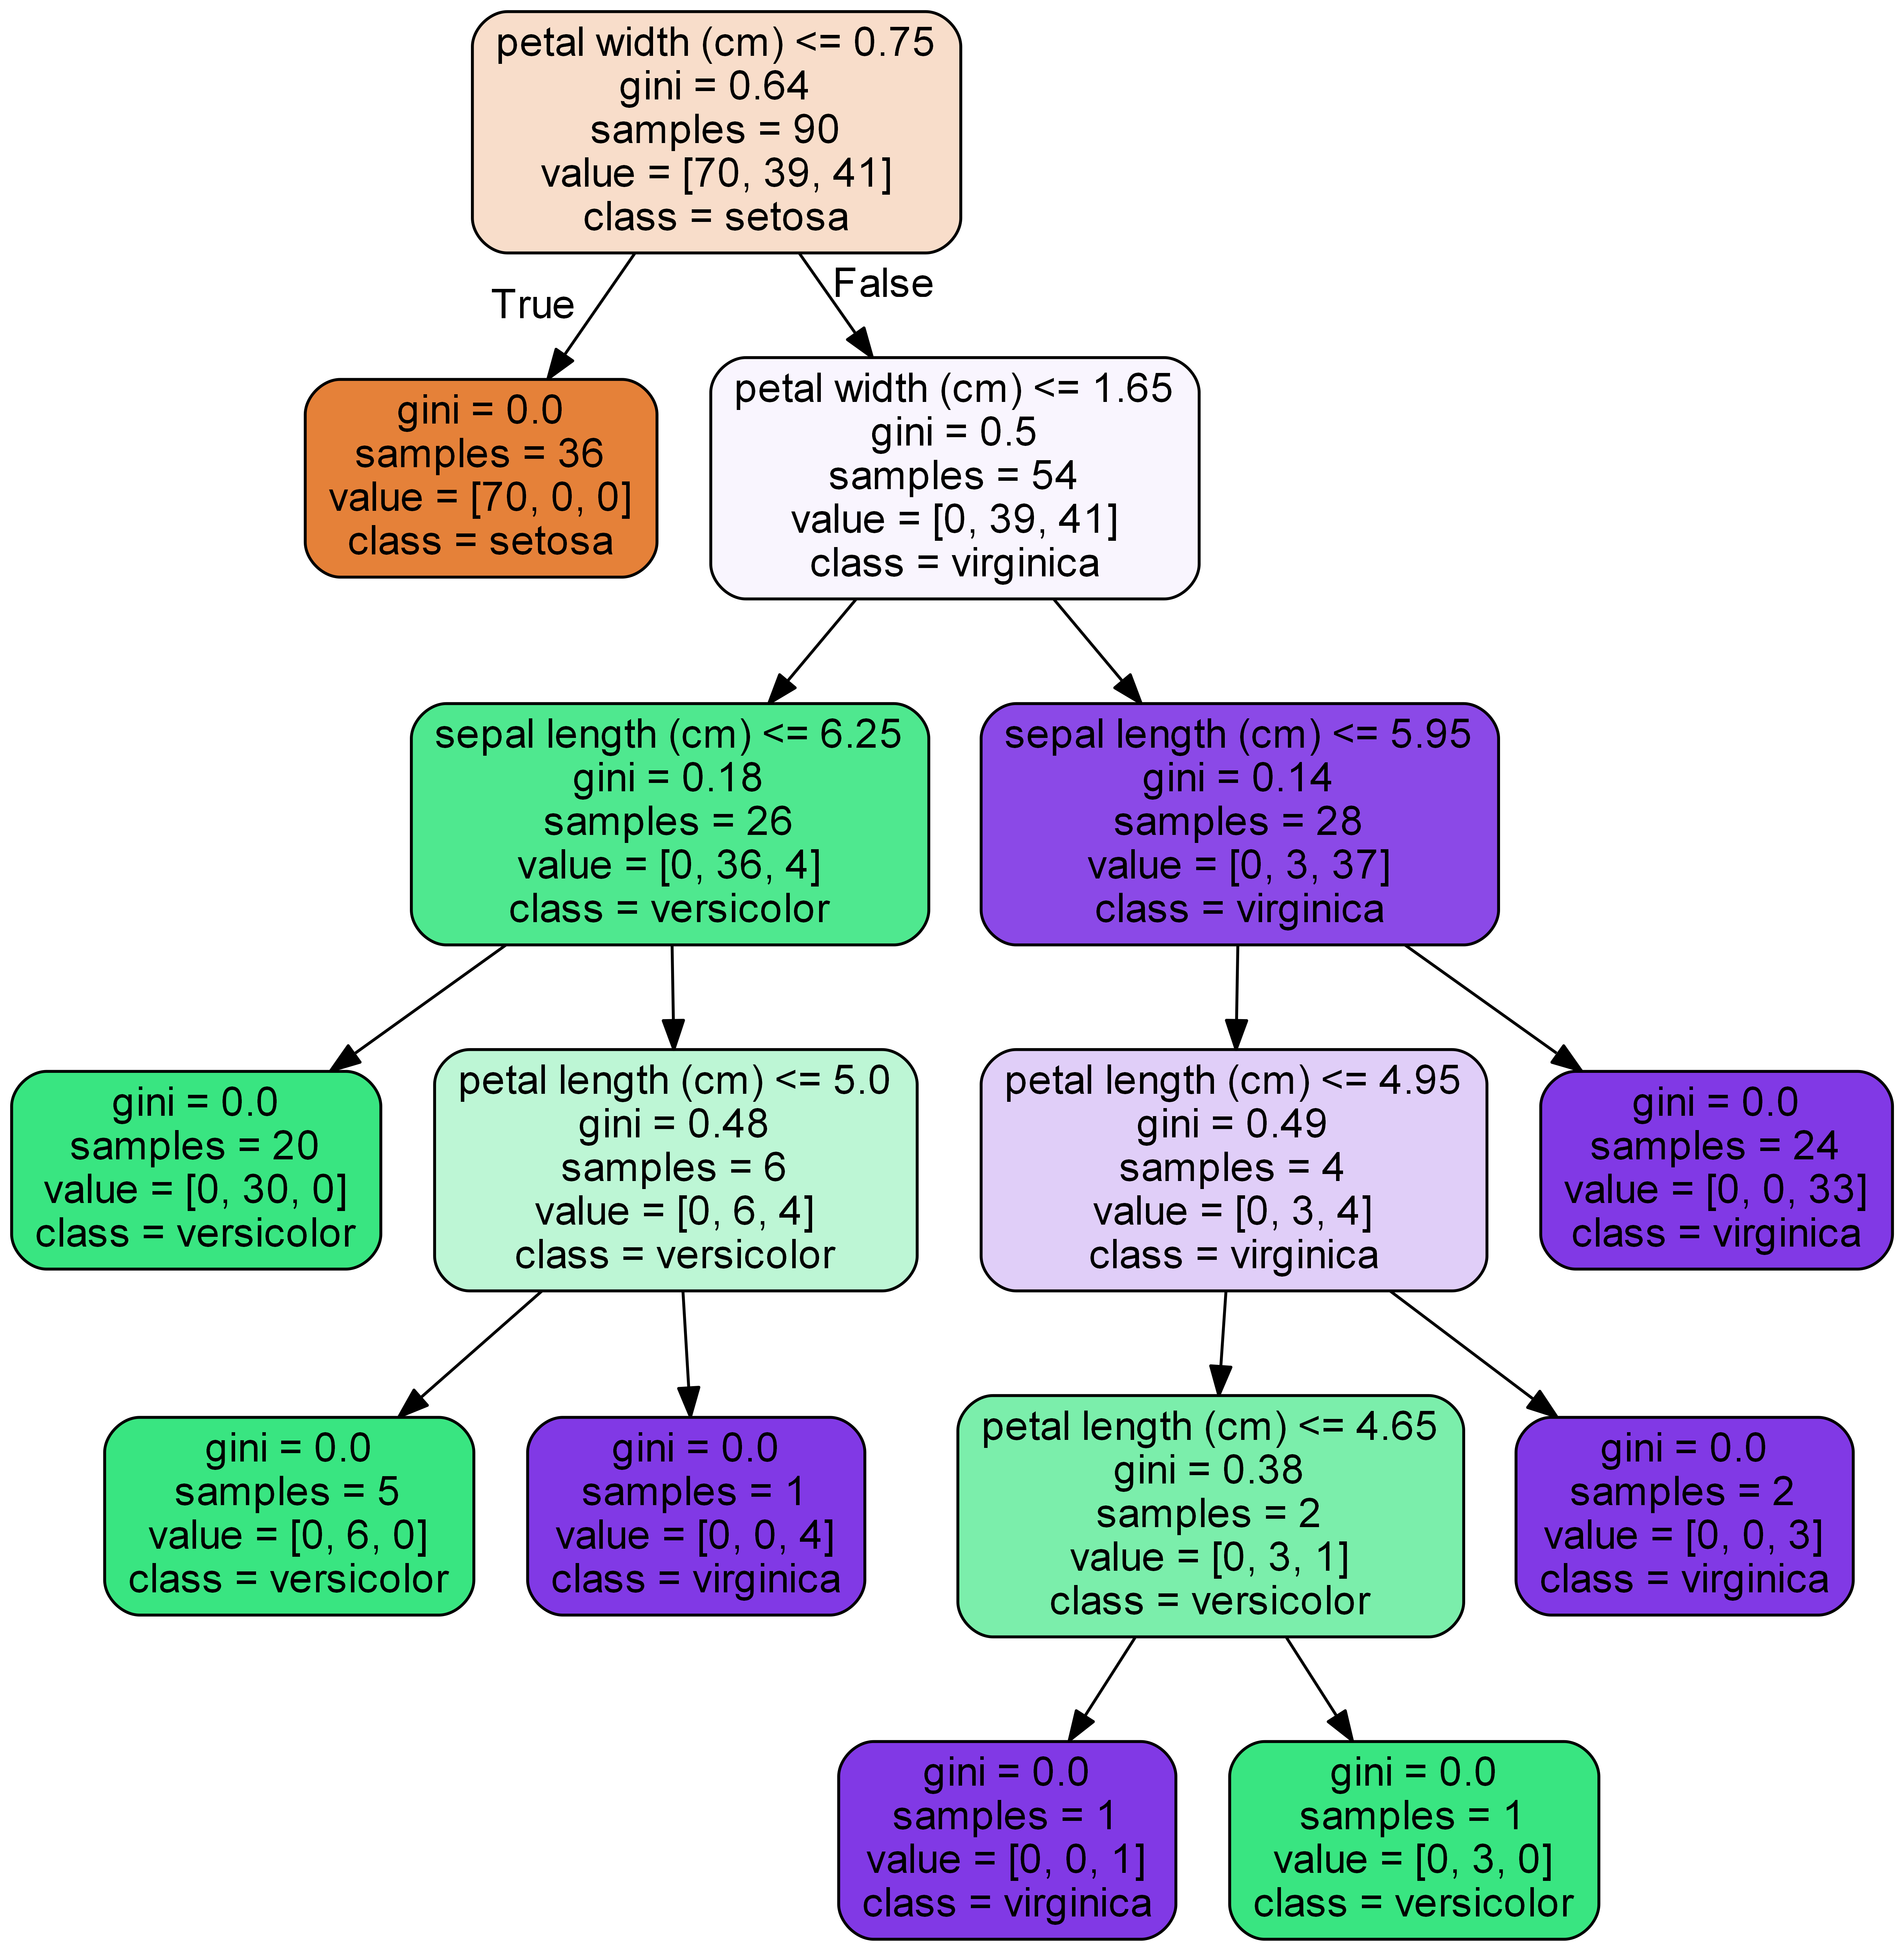 petal width (cm) <= 0.75
gini = 0.64
samples = 90
value = [70, 39, 41]
class = setosa
True
False
gini = 0.0
samples = 36
value = [70, 0, 0]
class = setosa
petal width (cm) <= 1.65
gini = 0.5
samples = 54
value = [0, 39, 41]
class = virginica
sepal length (cm) <= 6.25
gini = 0.18
samples = 26
value = [0, 36, 4]
class = versicolor
sepal length (cm) <= 5.95
gini = 0.14
samples = 28
value = [0, 3, 37]
class = virginica
gini = 0.0
samples = 20
value = [0, 30, 0]
class = versicolor
petal length (cm) <= 5.0
gini = 0.48
samples = 6
value = [0, 6, 4]
class = versicolor
petal length (cm) <= 4.95
gini = 0.49
samples = 4
value = [0, 3, 4]
class = virginica
gini = 0.0
samples = 24
value = [0, 0, 33]
class = virginica
gini = 0.0
samples = 5
value = [0, 6, 0]
class = versicolor
gini = 0.0
samples = 1
value = [0, 0, 4]
class = virginica
petal length (cm) <= 4.65
gini = 0.38
samples = 2
value = [0, 3, 1]
class = versicolor
gini = 0.0
samples = 2
value = [0, 0, 3]
class = virginica
gini = 0.0
samples = 1
value = [0, 0, 1]
class = virginica
gini = 0.0
samples = 1
value = [0, 3, 0]
class = versicolor